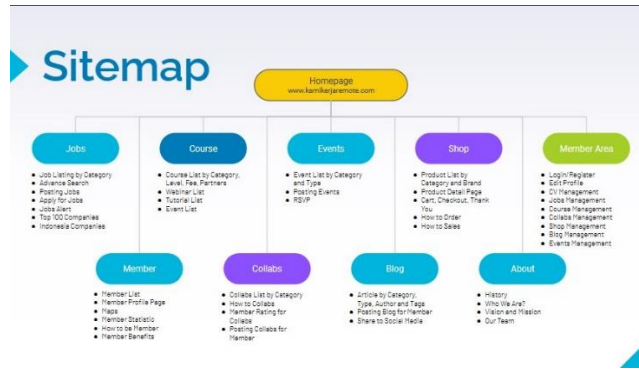 Sitemap
Homepage
www.kamikerjaremote.com
Jobs
Course
Events
Shop
Member Area
Job Listing by Category
Advance Search
Posting Jobs
Apply for Jobs
Jobs Alert
Top 100 Companies
Indonesia Companies
Course List by Category,
Level, Fee, Partners
Webiner List
Tutorial List
Event List
Event List by Category
and Type
Posting Events
RSVP
Product List by
Category and Brand
Product Detail Page
Cart, Checkout, Thank
You
How to Order
How to Sales
Login/Register
Edit Profile
CV Management
Jobs Management
Course Management
Collabs Management
Shop Management
Blog Management
Events Management
Member
Collabs
Blog
About
Member List
Member Profile Page
Maps
Member Statistic
How to be Member
Member Benefits
Collabs List by Category
How to Collabs
Member Rating for
Collabs
Posting Collabs for
Member
Article by Category,
Type, Author and Tags
Posting Blog for Member
Share to Social Media
History
Who We Are?
Vision and Mission
Our Team